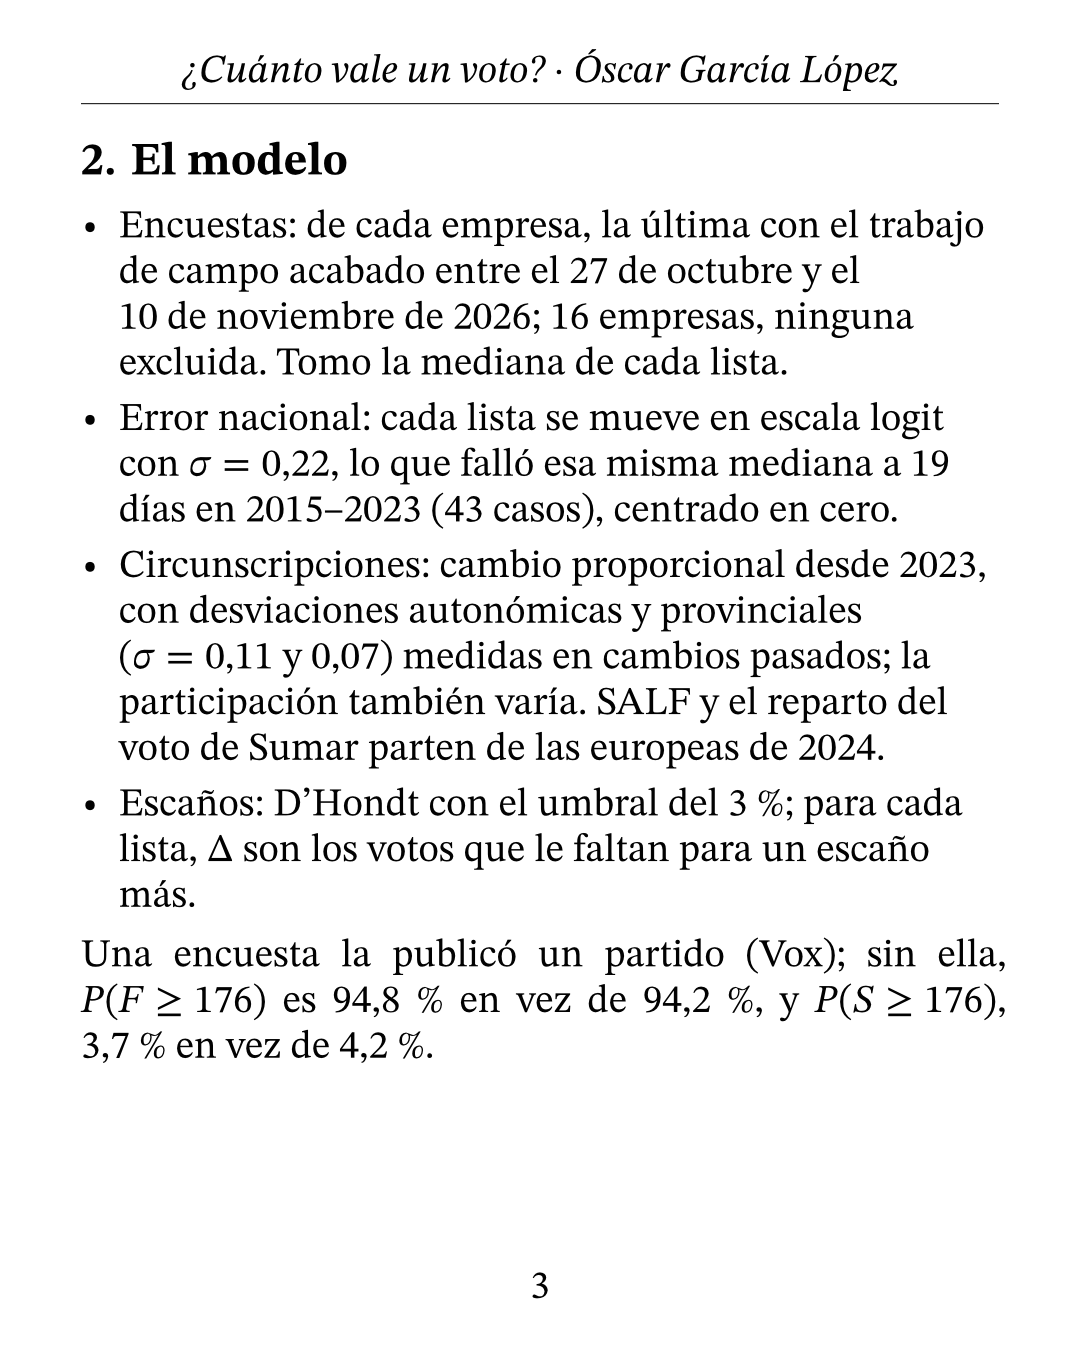 ¿Cuánto vale un voto? · Óscar García López
2. El modelo
• Encuestas: de cada empresa, la última con el trabajo
de campo acabado entre el 27 de octubre y el
10 de noviembre de 2026; 16 empresas, ninguna
excluida. Tomo la mediana de cada lista.
• Error nacional: cada lista se mueve en escala logit
con σ = 0,22, lo que falló esa misma mediana a 19
días en 2015–2023 (43 casos), centrado en cero.
• Circunscripciones: cambio proporcional desde 2023,
con desviaciones autonómicas y provinciales
(σ = 0,11 y 0,07) medidas en cambios pasados; la
participación también varía. SALF y el reparto del
voto de Sumar parten de las europeas de 2024.
• Escaños: D’Hondt con el umbral del 3 %; para cada
lista, Δ son los votos que le faltan para un escaño
más.
Una encuesta la publicó un partido (Vox); sin ella,
P(F ≥ 176) es 94,8 % en vez de 94,2 %, y P(S ≥ 176),
3,7 % en vez de 4,2 %.
3